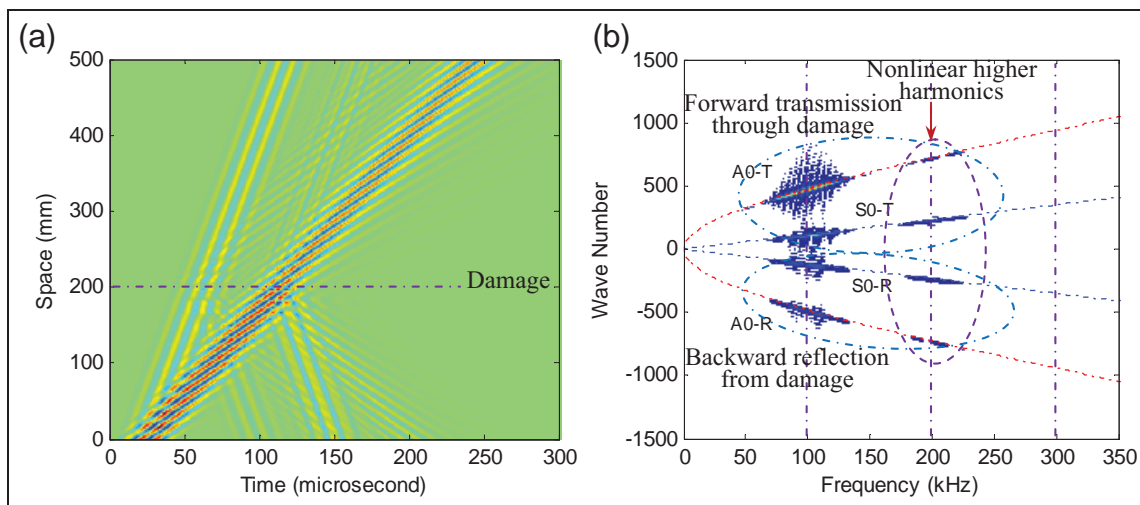 (a)
500
400
300
200
100
0
Space (mm)
Damage
0
50
100
150
200
250
300
Time (microsecond)
(b)
1500
1000
500
0
-500
-1000
-1500
Wave Number
Nonlinear higher
harmonics
Forward transmission
through damage
A0-T
S0-T
S0-R
A0-R
Backward reflection
from damage
0
50
100
150
200
250
300
350
Frequency (kHz)